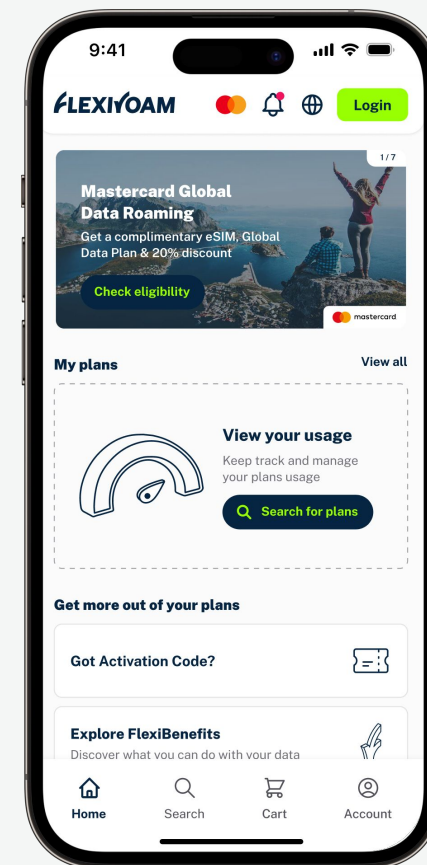 9:41
FLEXIROAM
Login
1/7
Mastercard Global
Data Roaming
Get a complimentary eSIM, Global
Data Plan & 20% discount
Check eligibility
mastercard
My plans
View all
View your usage
Keep track and manage
your plans usage
Search for plans
Get more out of your plans
Got Activation Code?
Explore FlexiBenefits
Discover what you can do with your data
Home
Search
Cart
Account